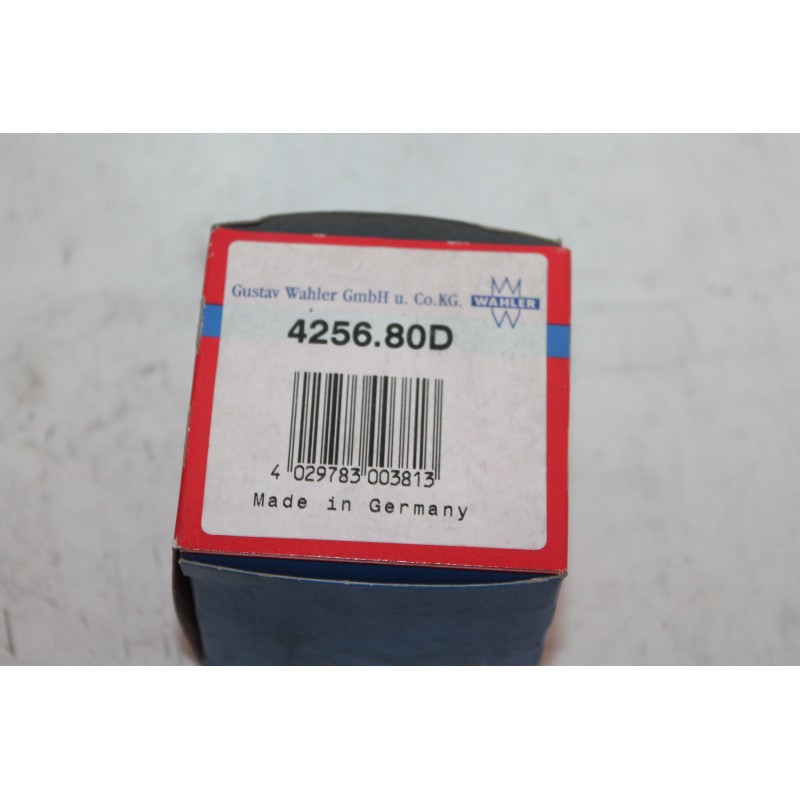 Gustav Wahler GmbH u. Co.KG.
WAHLER
4256.80D
4 029783 003813
Made in Germany